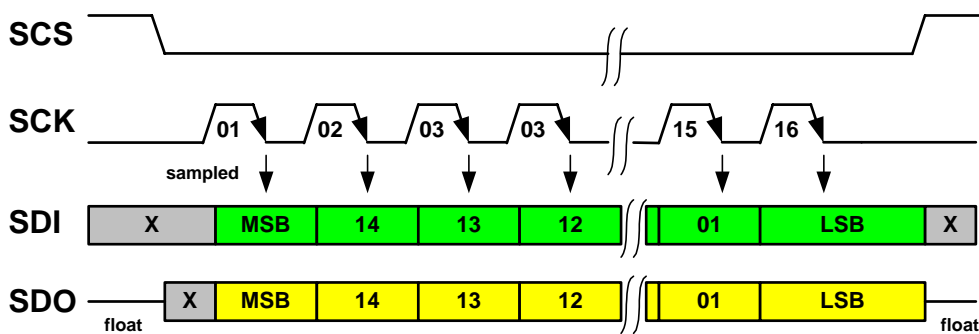 SCS
SCK 01 02 03 03 15 16
sampled
SDI X MSB 14 13 12 01 LSB X
SDO X MSB 14 13 12 01 LSB
float float